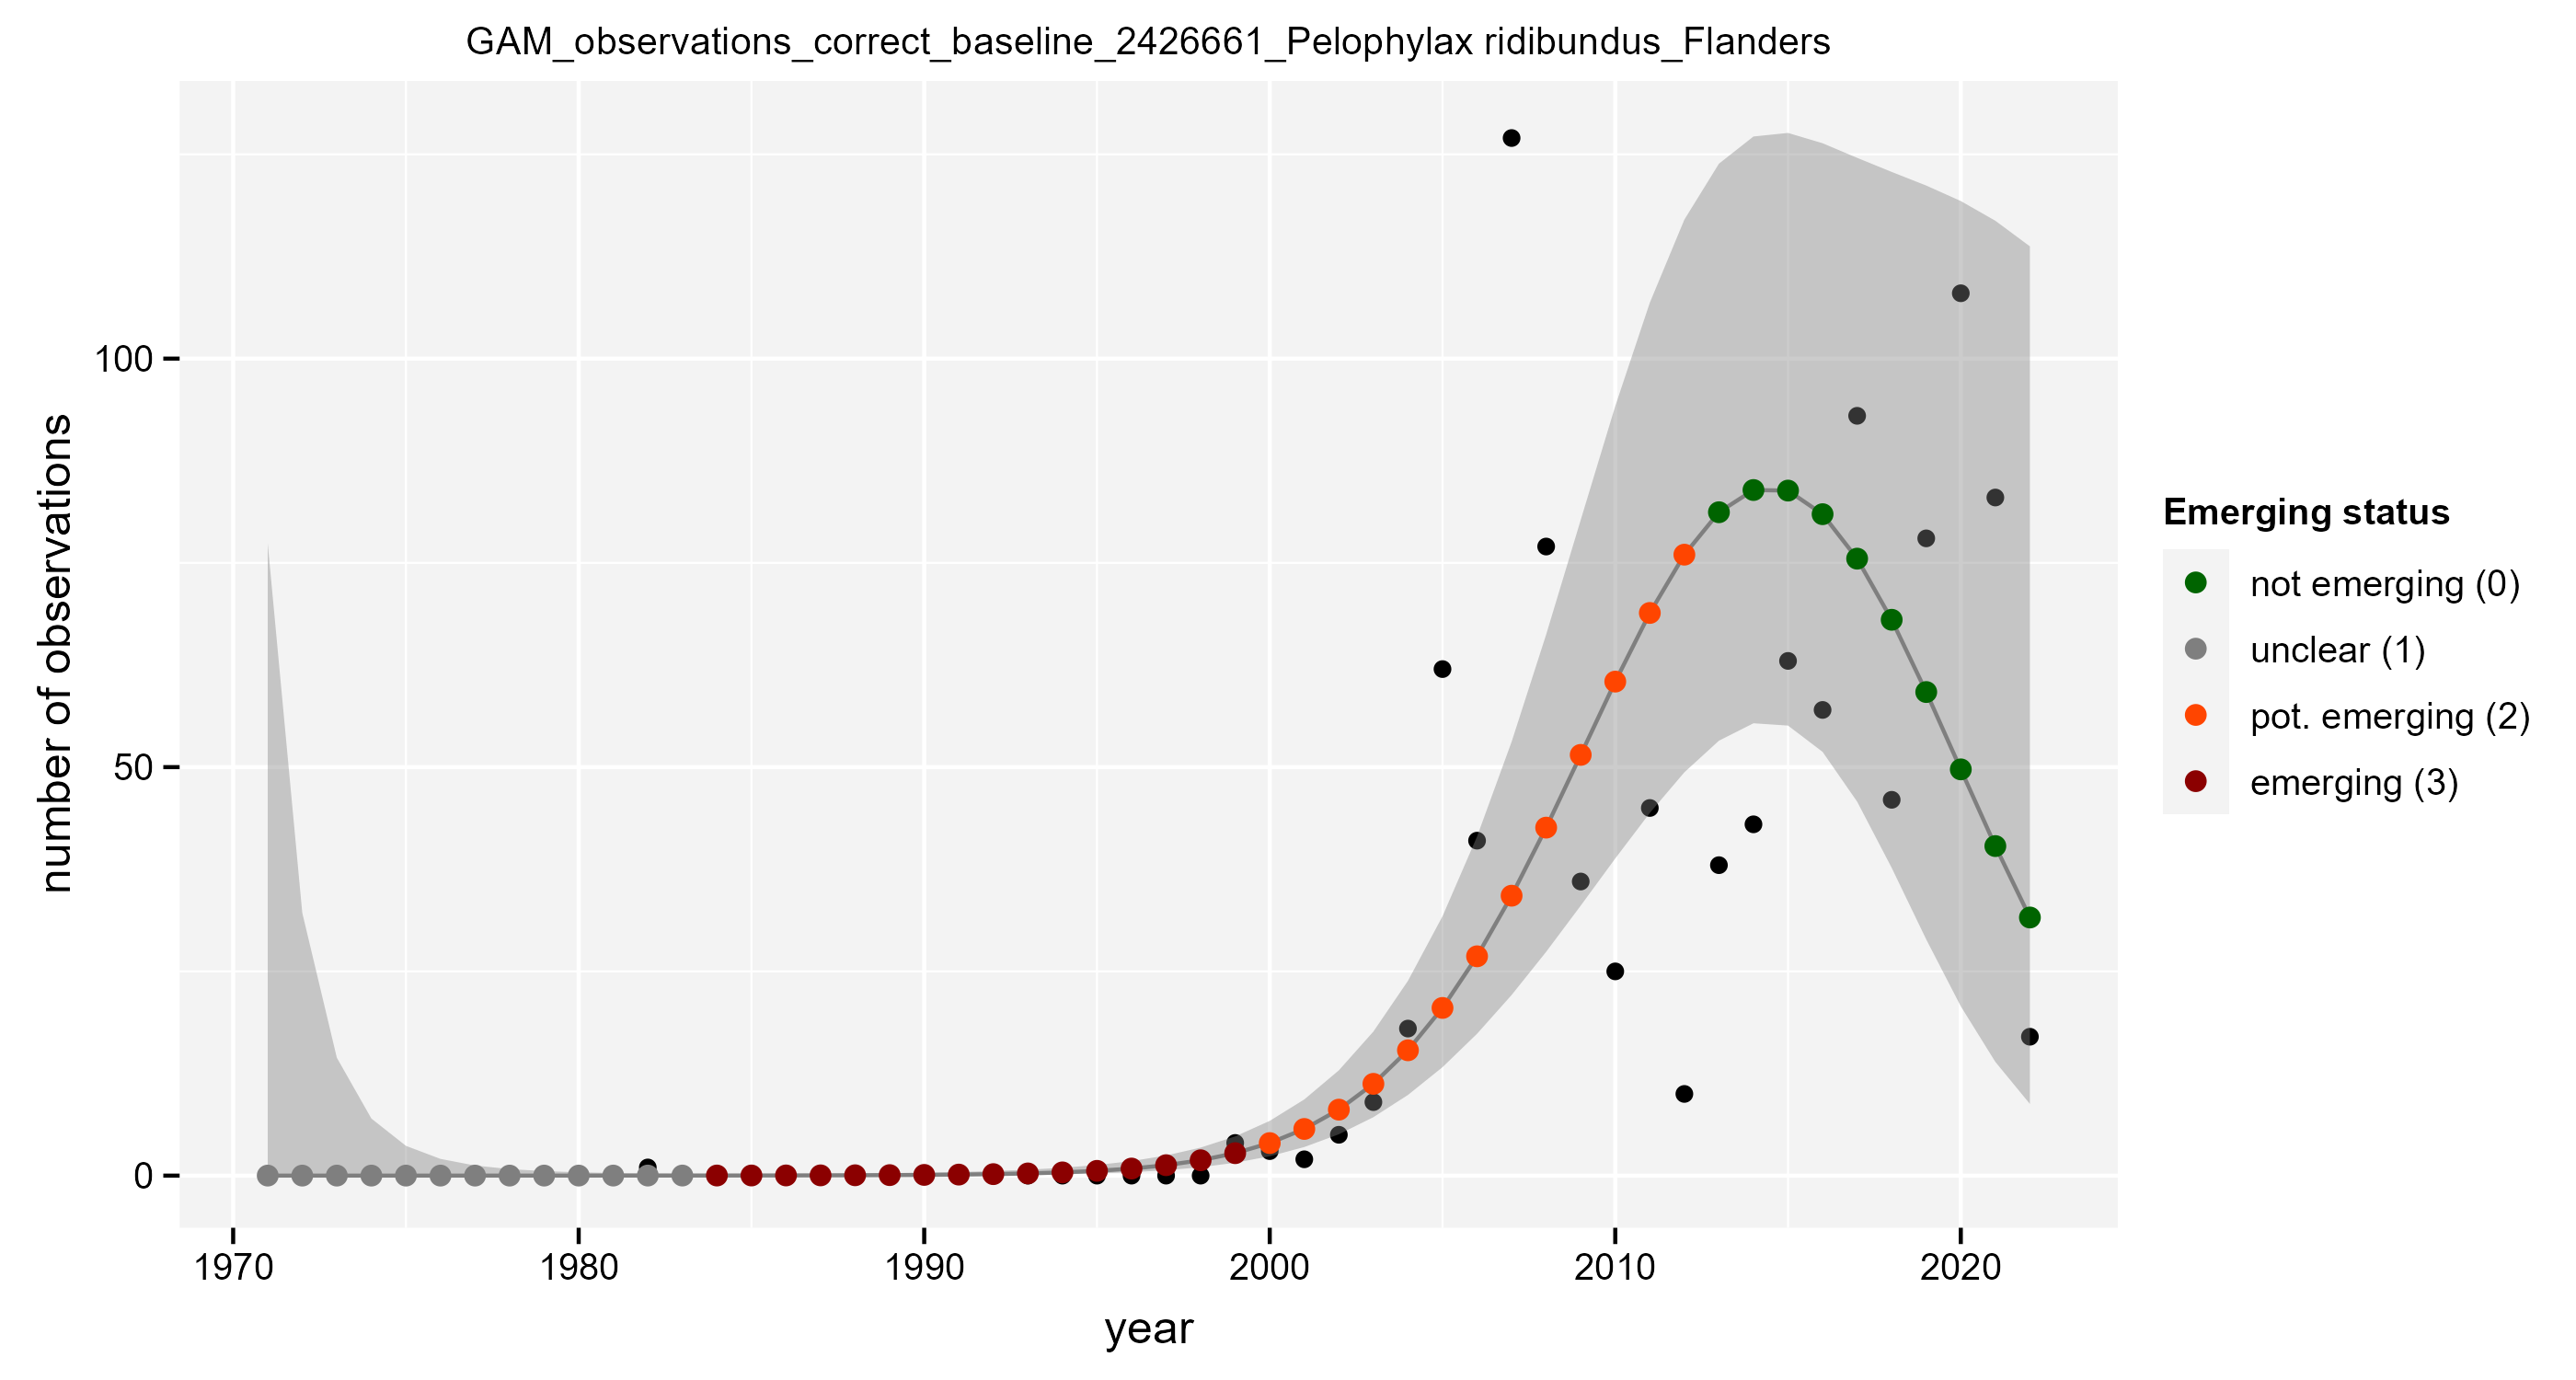 GAM_observations_correct_baseline_2426661_Pelophylax ridibundus_Flanders
number of observations
100
50
0
1970 1980 1990 2000 2010 2020
year
Emerging status
not emerging (0)
unclear (1)
pot. emerging (2)
emerging (3)